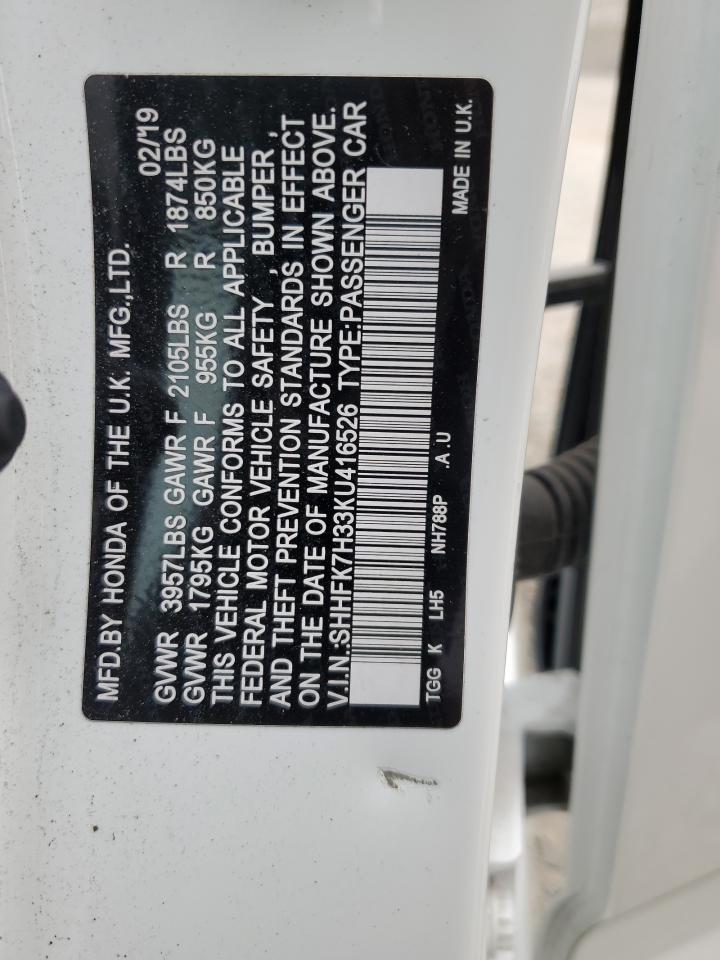 MFD.BY HONDA OF THE U.K. MFG.,LTD. 02/19
GVWR 3957LBS GAWR F 2105LBS R 1874LBS
GVWR 1795KG GAWR F 955KG R 850KG
THIS VEHICLE CONFORMS TO ALL APPLICABLE
FEDERAL MOTOR VEHICLE SAFETY , BUMPER ,
AND THEFT PREVENTION STANDARDS IN EFFECT
ON THE DATE OF MANUFACTURE SHOWN ABOVE.
V.I.N.:SHHFK7H33KU416526 TYPE:PASSENGER CAR
TGG K LH5 NH788P .A .U MADE IN U.K.